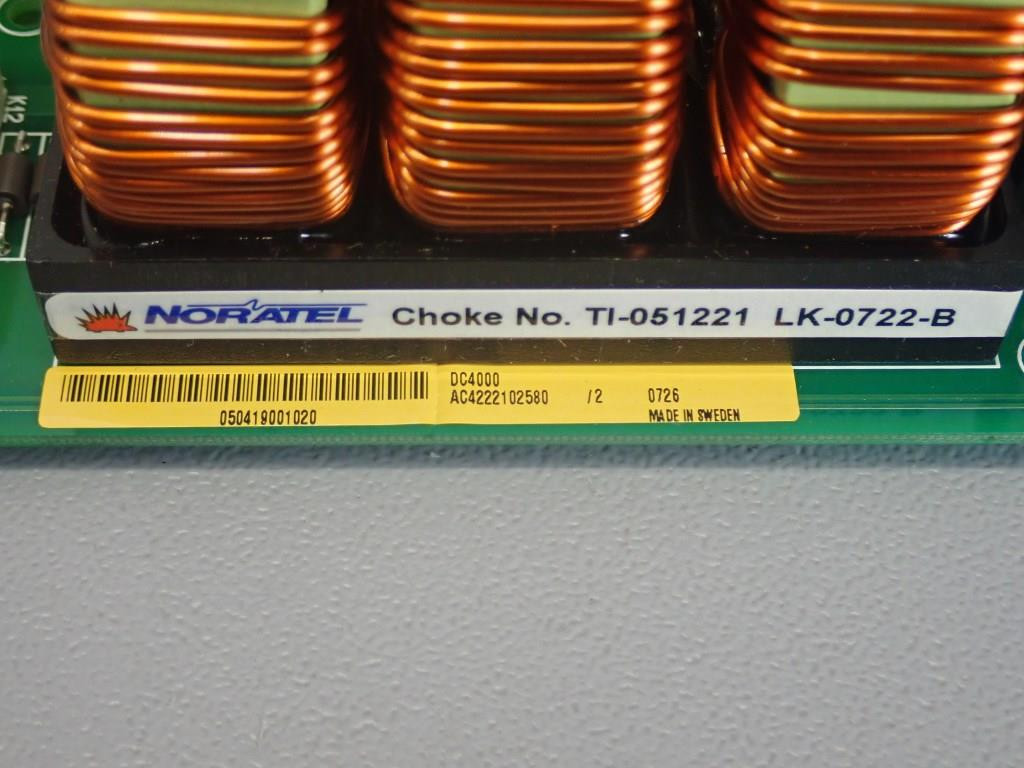 K12
NORATEL Choke No. TI-051221 LK-0722-B
DC4000
AC4222102580 /2 0726
050419001020 MADE IN SWEDEN